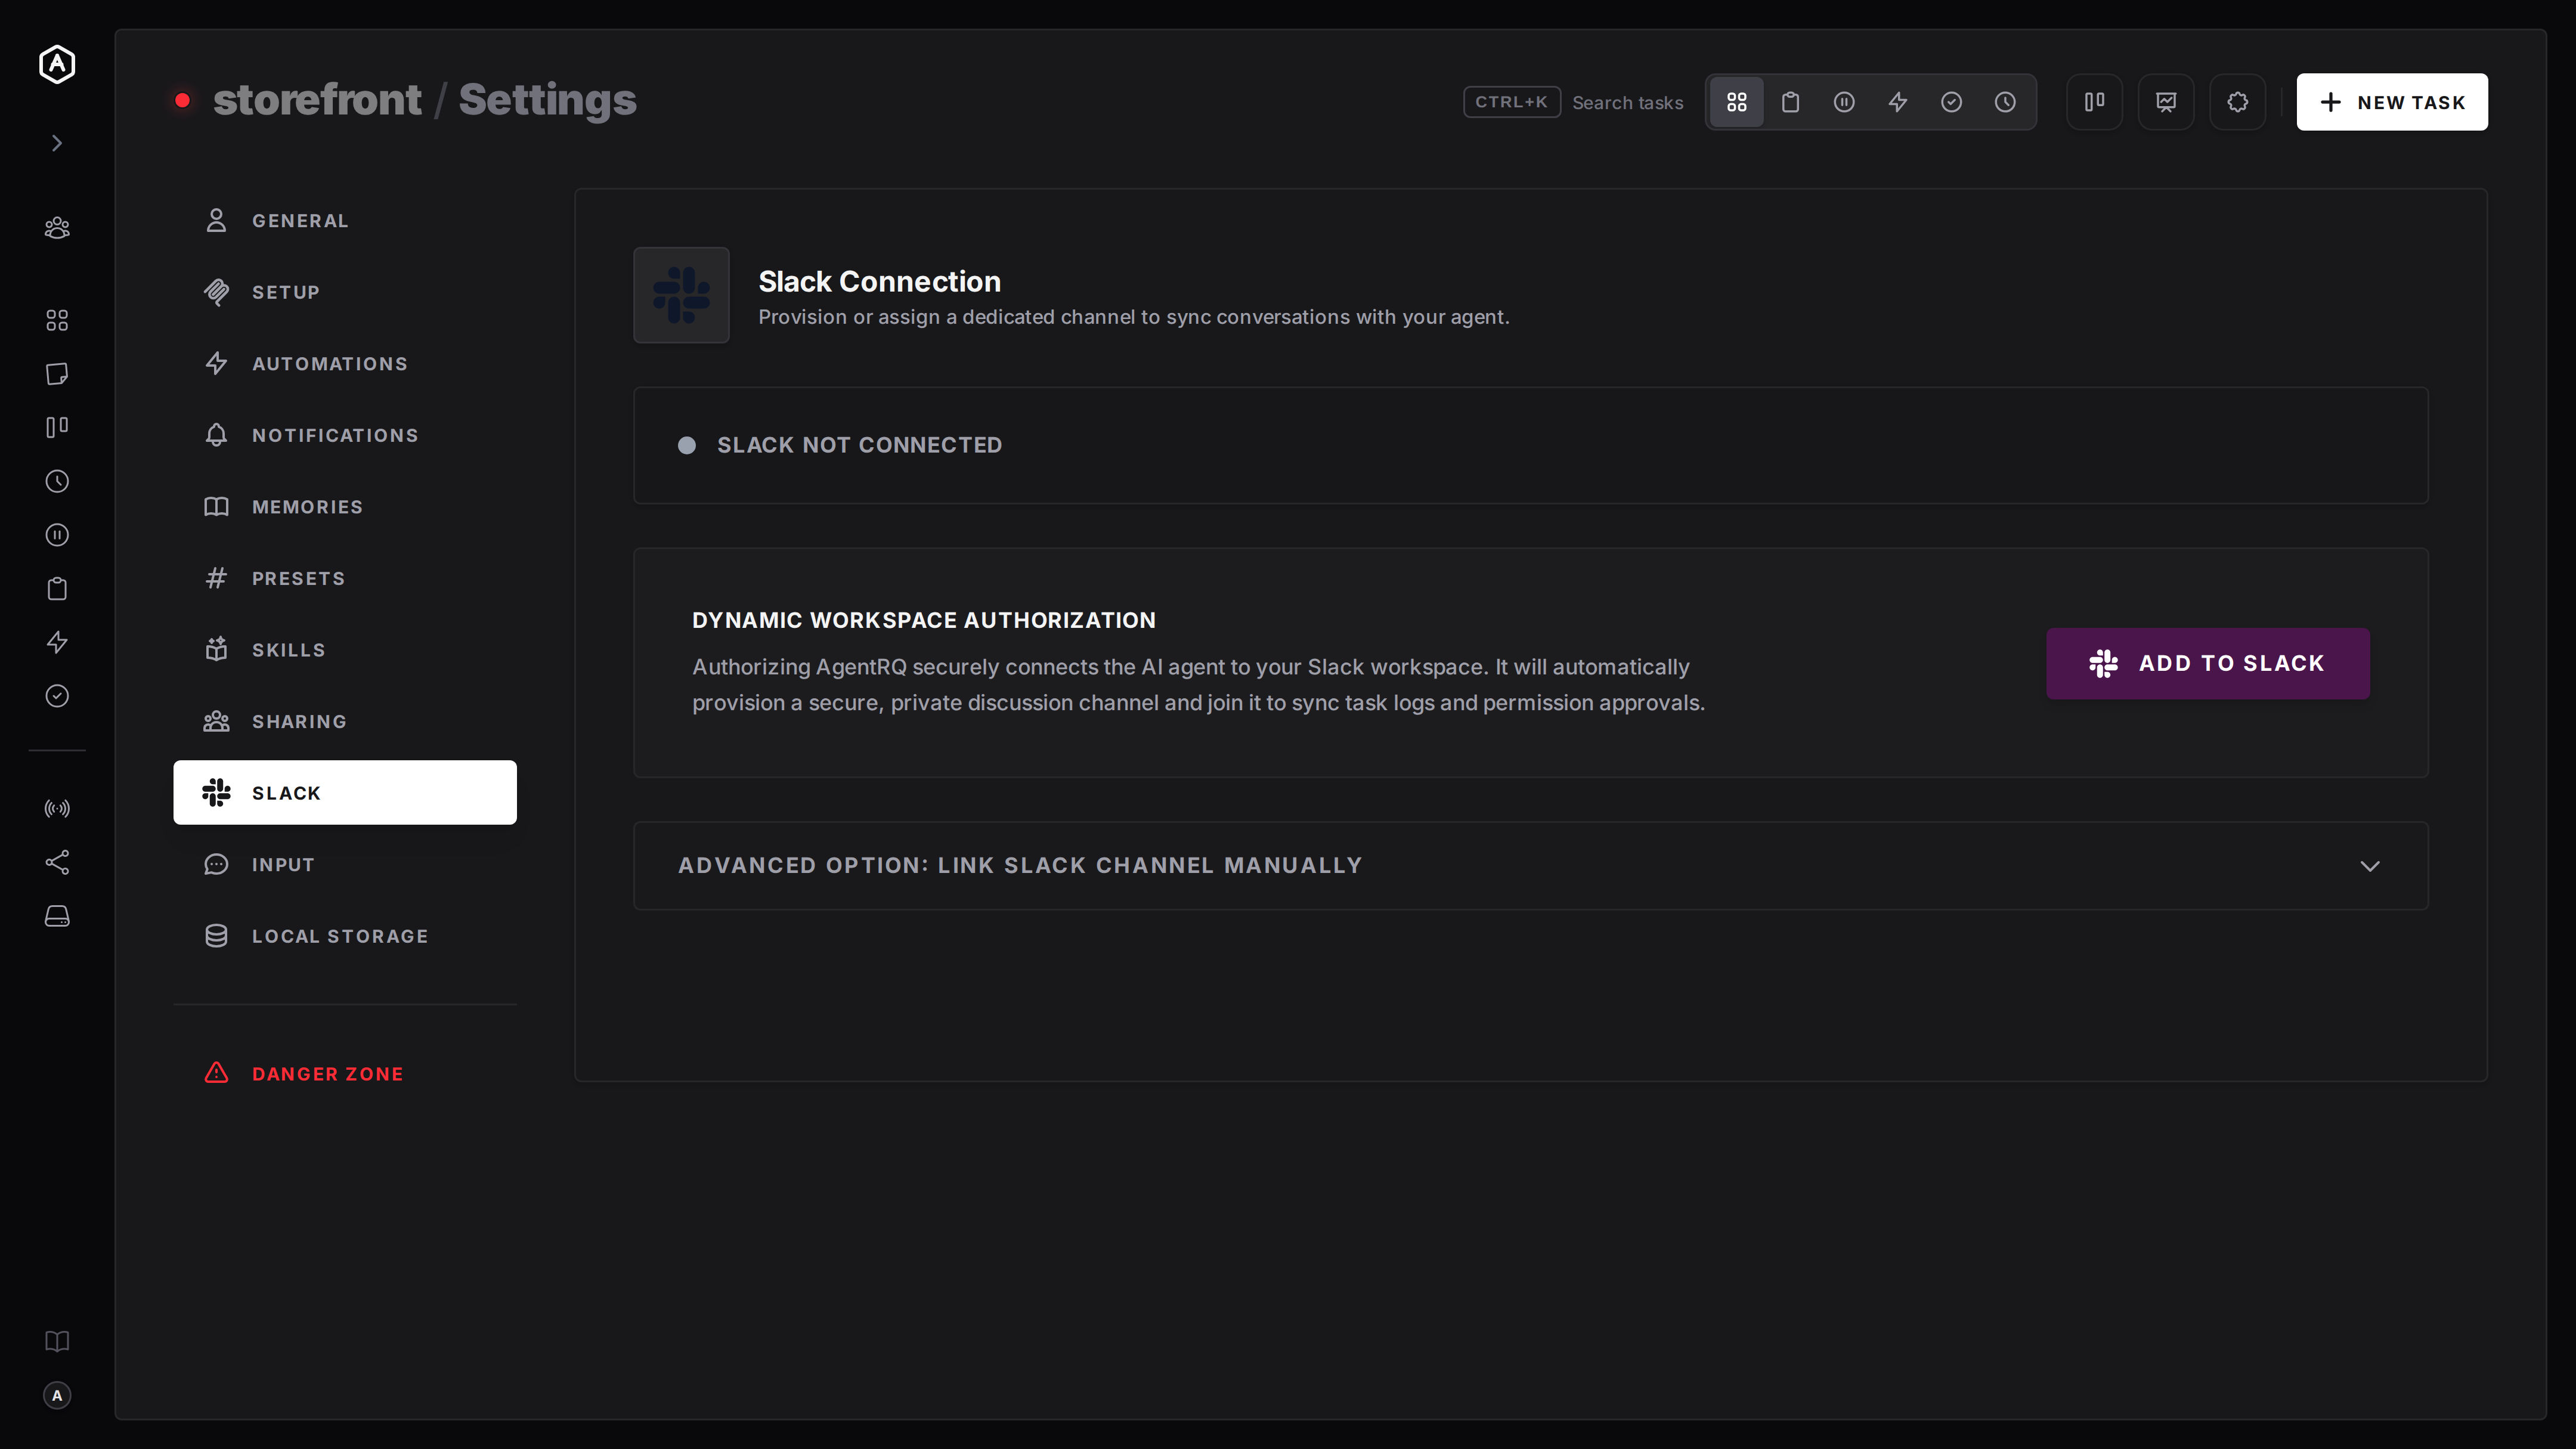 storefront / Settings
CTRL+K Search tasks
NEW TASK
GENERAL
SETUP
AUTOMATIONS
NOTIFICATIONS
MEMORIES
PRESETS
SKILLS
SHARING
SLACK
INPUT
LOCAL STORAGE
DANGER ZONE
Slack Connection
Provision or assign a dedicated channel to sync conversations with your agent.
SLACK NOT CONNECTED
DYNAMIC WORKSPACE AUTHORIZATION
Authorizing AgentRQ securely connects the AI agent to your Slack workspace. It will automatically
provision a secure, private discussion channel and join it to sync task logs and permission approvals.
ADD TO SLACK
ADVANCED OPTION: LINK SLACK CHANNEL MANUALLY
A